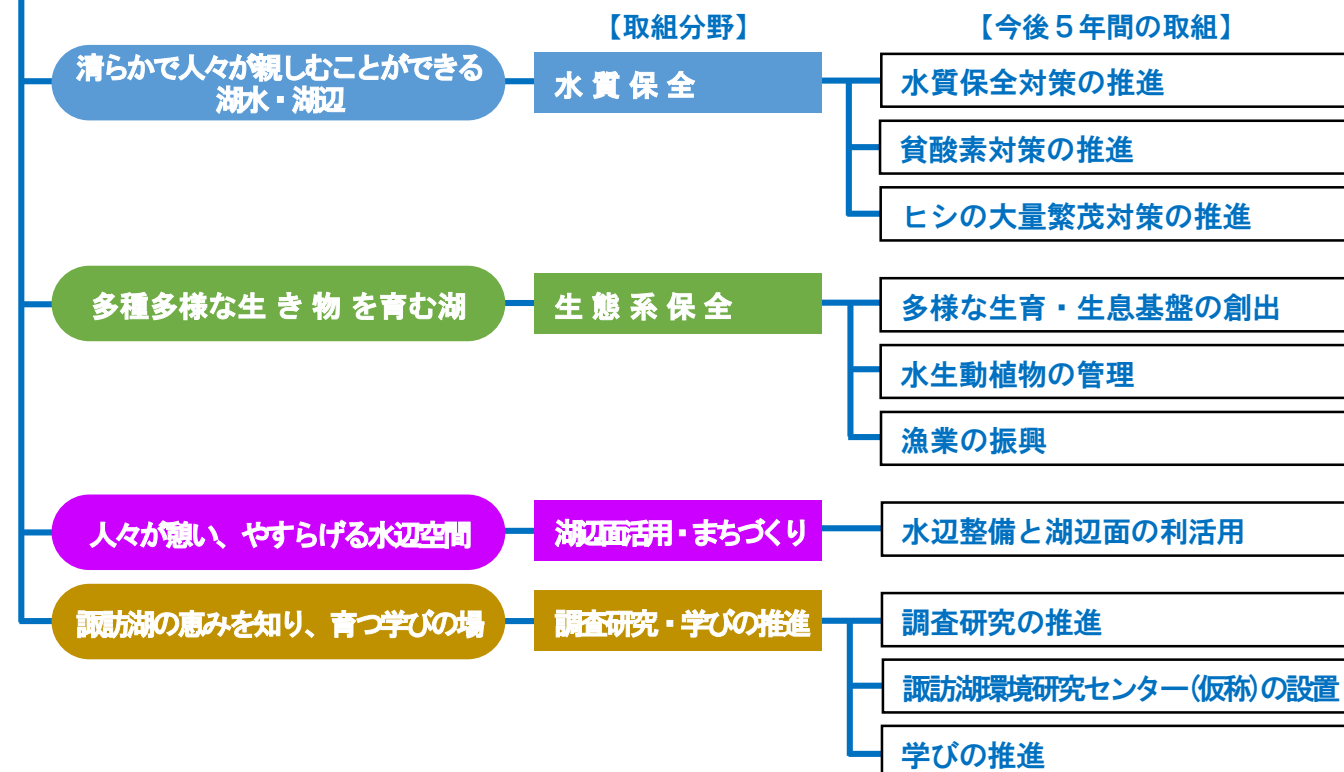 【取組分野】
【今後5年間の取組】
清らかで人々が親しむことができる
湖水・湖辺
水質保全
水質保全対策の推進
貧酸素対策の推進
ヒシの大量繁茂対策の推進
多種多様な生き物を育む湖
生態系保全
多様な生育・生息基盤の創出
水生動植物の管理
漁業の振興
人々が憩い、やすらげる水辺空間
湖辺面活用・まちづくり
水辺整備と湖辺面の利活用
諏訪湖の恵みを知り、育つ学びの場
調査研究・学びの推進
調査研究の推進
諏訪湖環境研究センター(仮称)の設置
学びの推進